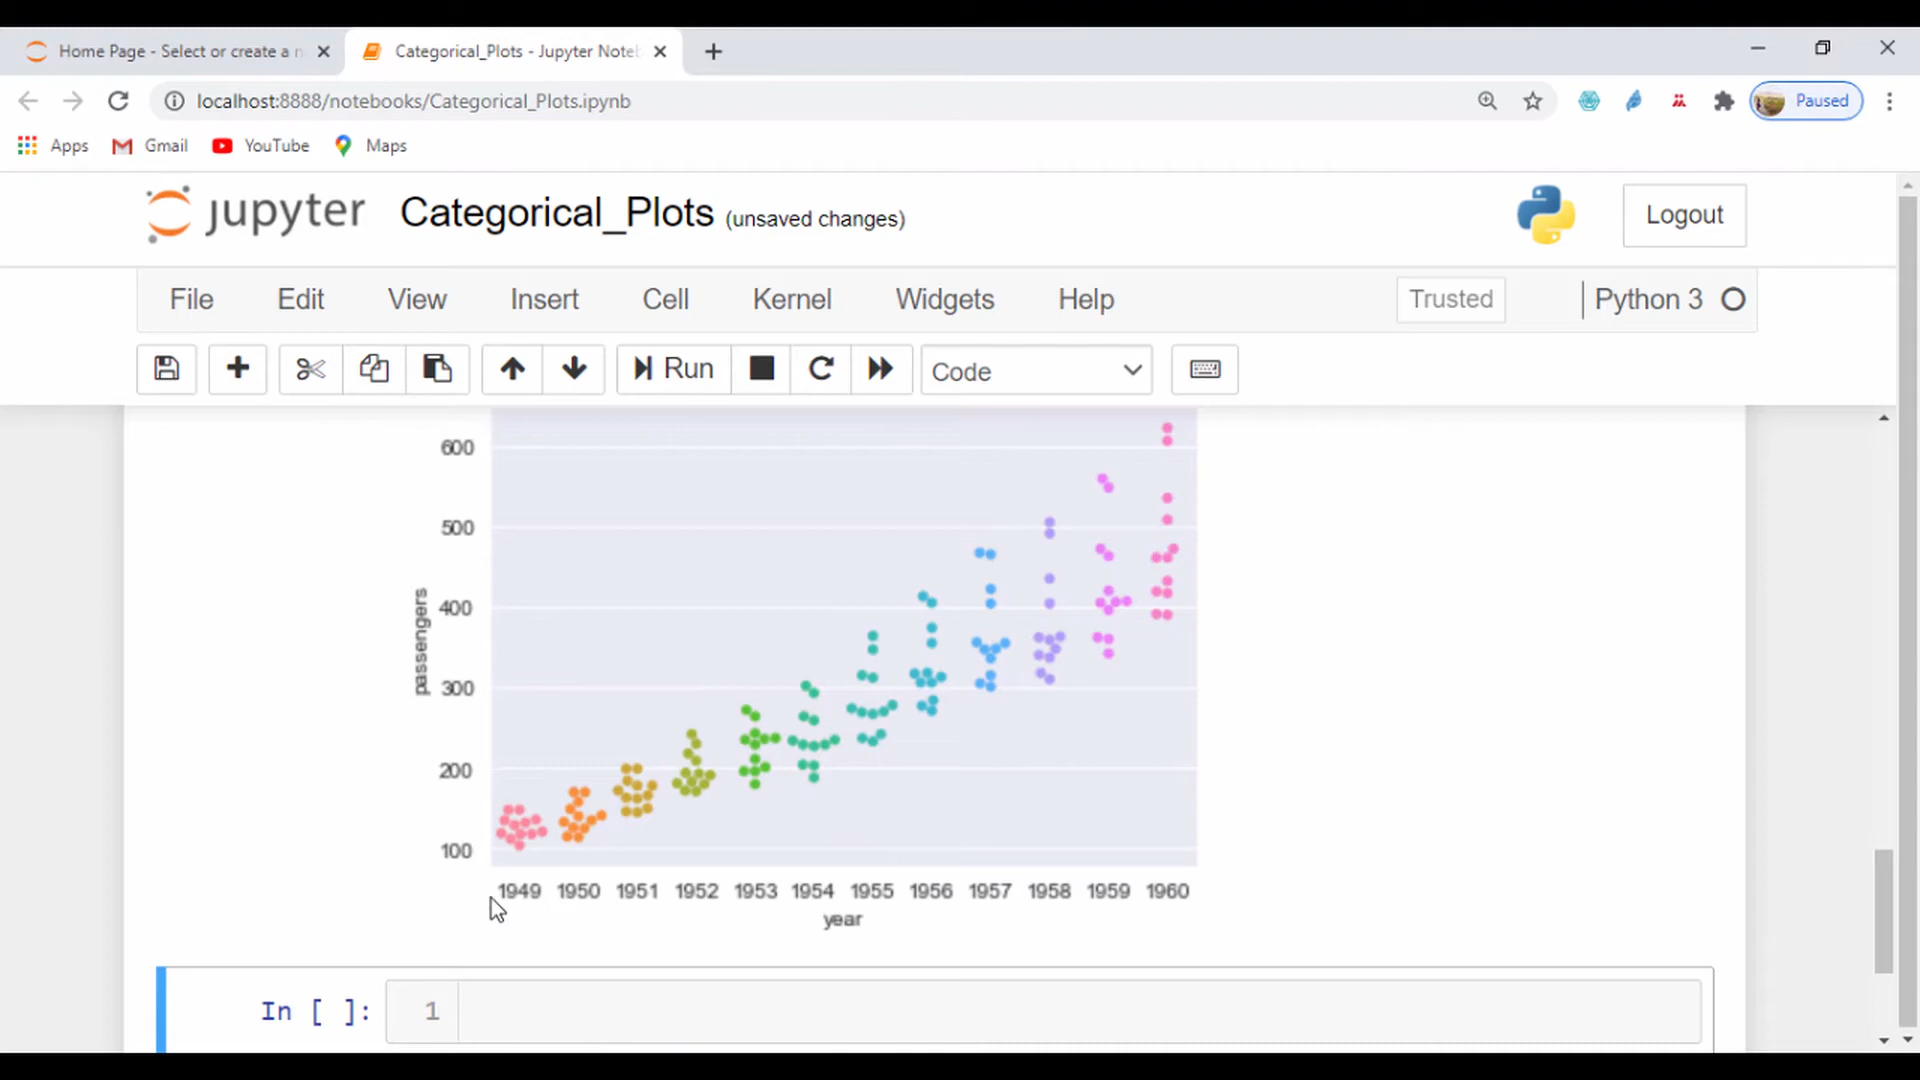 Home Page - Select or create a n
Categorical_Plots - Jupyter Noteb
localhost:8888/notebooks/Categorical_Plots.ipynb
Paused
Apps
Gmail
YouTube
Maps
jupyter
Categorical_Plots (unsaved changes)
Logout
File
Edit
View
Insert
Cell
Kernel
Widgets
Help
Trusted
Python 3
Run
Code
600
500
400
300
200
100
passengers
1949 1950 1951 1952 1953 1954 1955 1956 1957 1958 1959 1960
year
In [ ]:
1